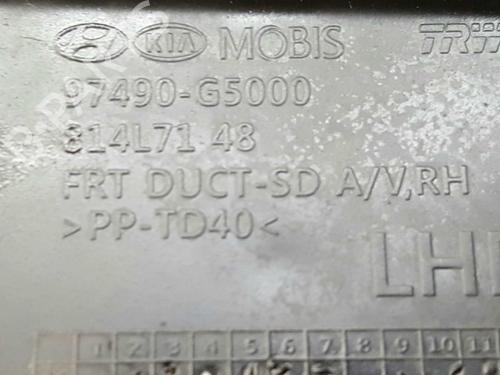 KIA MOBIS TRW
97490-G5000
814L71 48
FRT DUCT-SD A/V,RH
>PP-TD40<
1 2 3 4 5 6 7 8 9 10 11